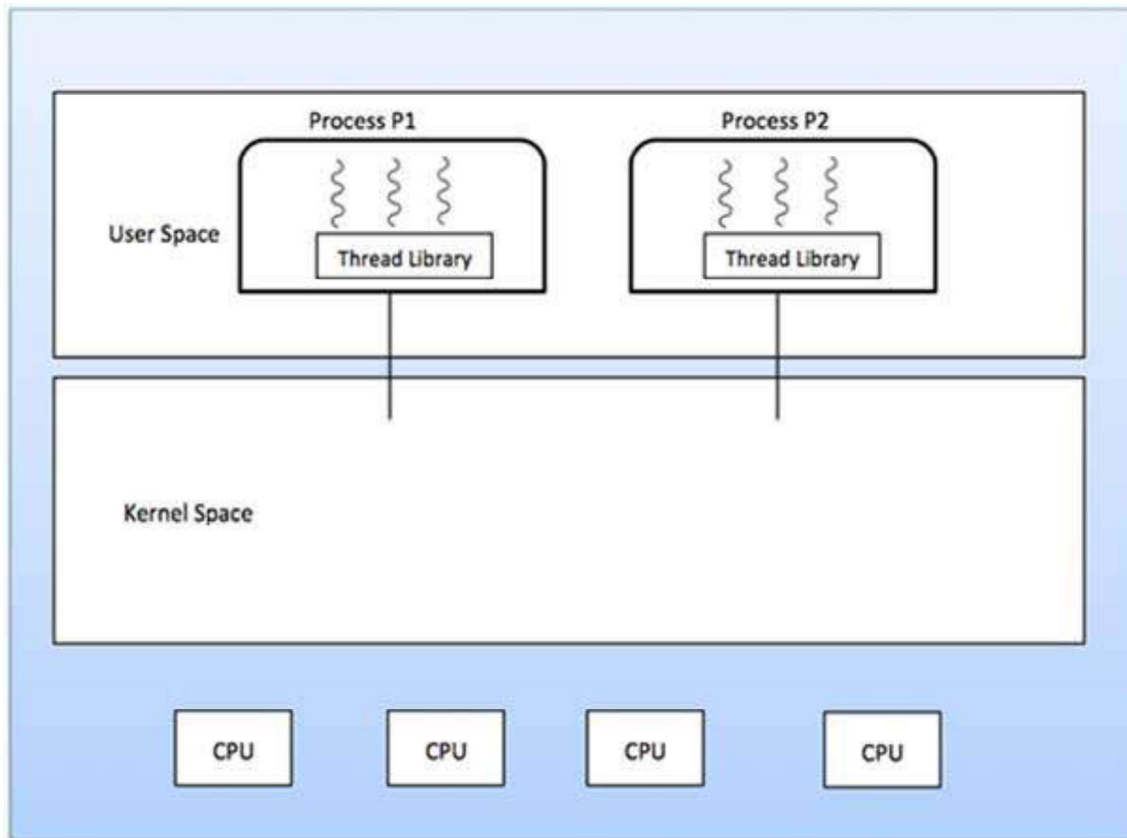 Process P1
Process P2
User Space
Thread Library
Thread Library
Kernel Space
CPU
CPU
CPU
CPU